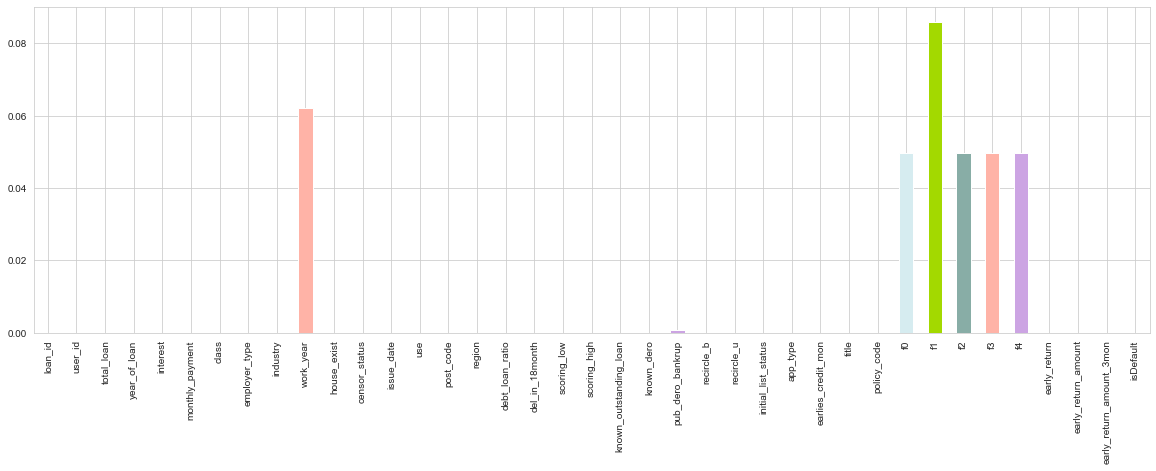 0.08
0.06
0.04
0.02
0.00
loan_id
user_id
total_loan
year_of_loan
interest
monthly_payment
class
employer_type
industry
work_year
house_exist
censor_status
issue_date
use
post_code
region
debt_loan_ratio
del_in_18month
scoring_low
scoring_high
known_outstanding_loan
known_dero
pub_dero_bankrup
recircle_b
recircle_u
initial_list_status
app_type
earlies_credit_mon
title
policy_code
f0
f1
f2
f3
f4
early_return
early_return_amount
early_return_amount_3mon
isDefault